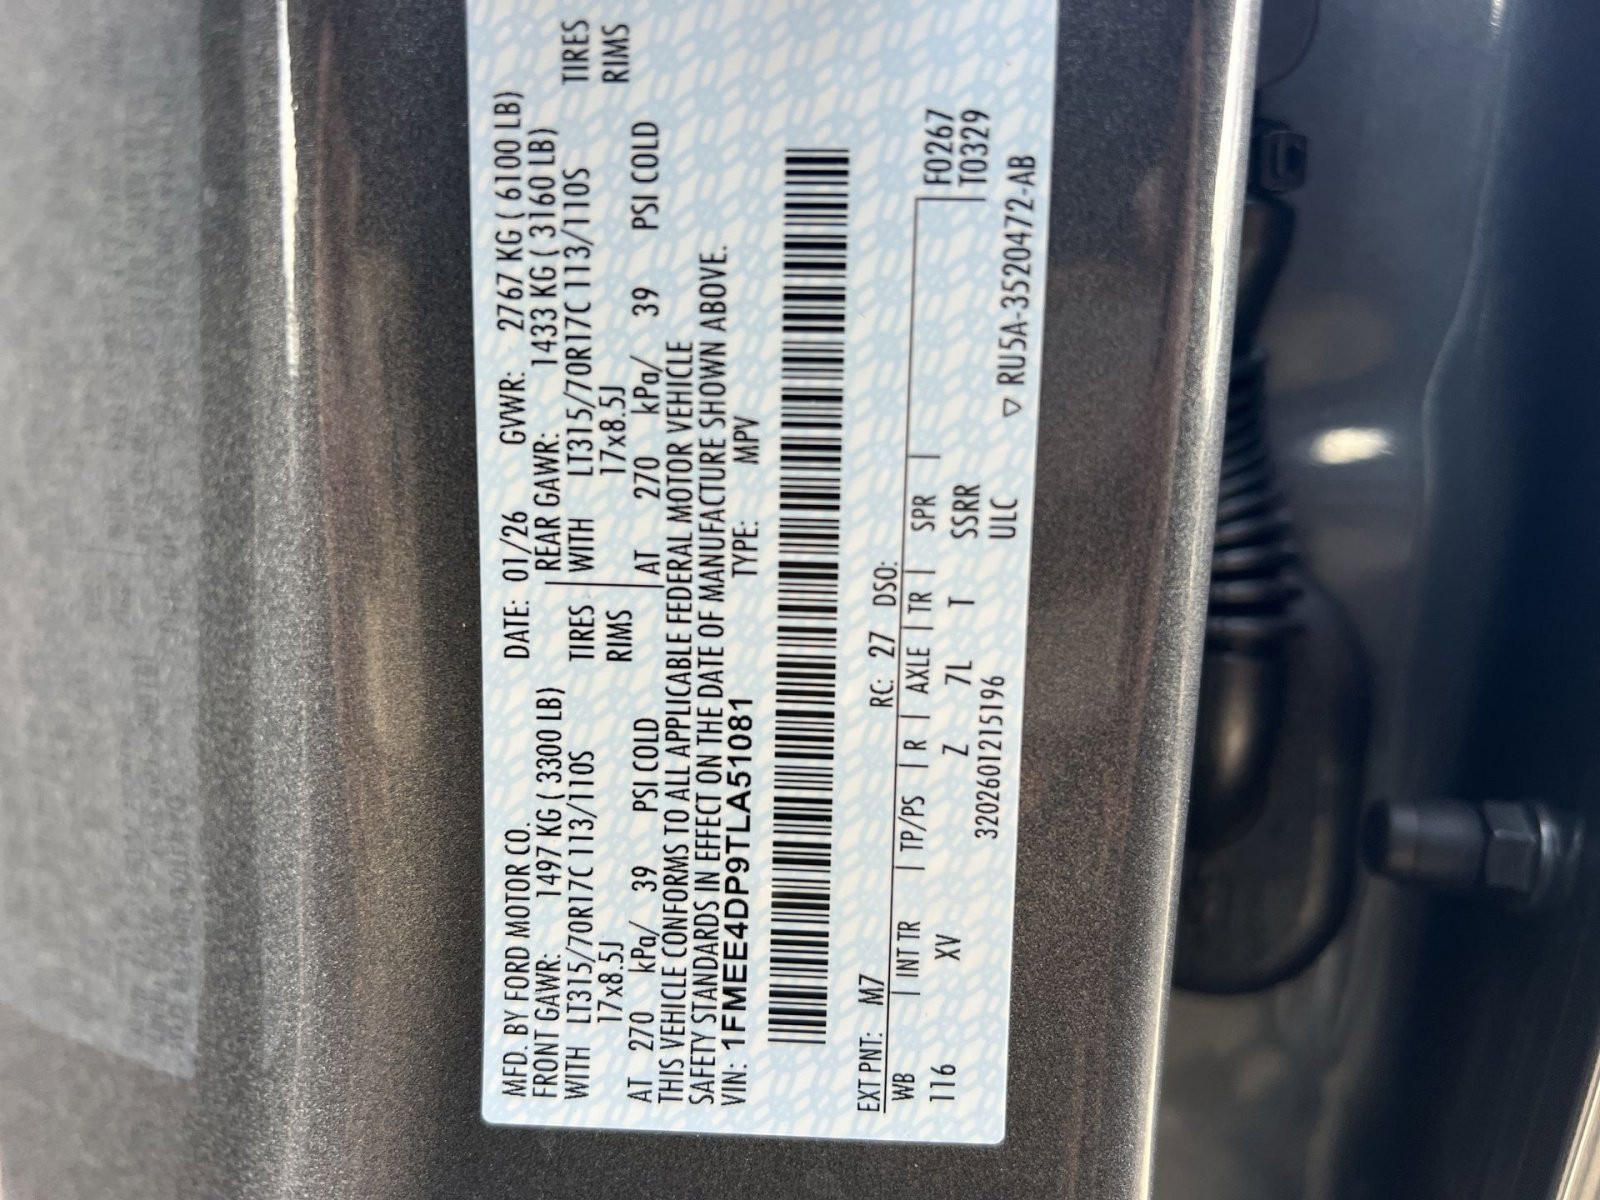 MFD. BY FORD MOTOR CO. DATE: 01/26 GVWR: 2767 KG ( 6100 LB)
FRONT GAWR: 1497 KG ( 3300 LB) REAR GAWR: 1433 KG ( 3160 LB)
WITH LT315/70R17C 113/110S TIRES WITH LT315/70R17C 113/110S TIRES
17x8.5J RIMS 17x8.5J RIMS
AT 270 kPa/ 39 PSI COLD AT 270 kPa/ 39 PSI COLD
THIS VEHICLE CONFORMS TO ALL APPLICABLE FEDERAL MOTOR VEHICLE
SAFETY STANDARDS IN EFFECT ON THE DATE OF MANUFACTURE SHOWN ABOVE.
VIN: 1FMEE4DP9TLA51081 TYPE: MPV
EXT PNT: M7 RC: 27 DSO:
WB INT TR TP/PS R AXLE TR SPR F0267
116 XV Z 7L T SSRR T0329
3202601215196 ULC
▽ RU5A-3520472-AB